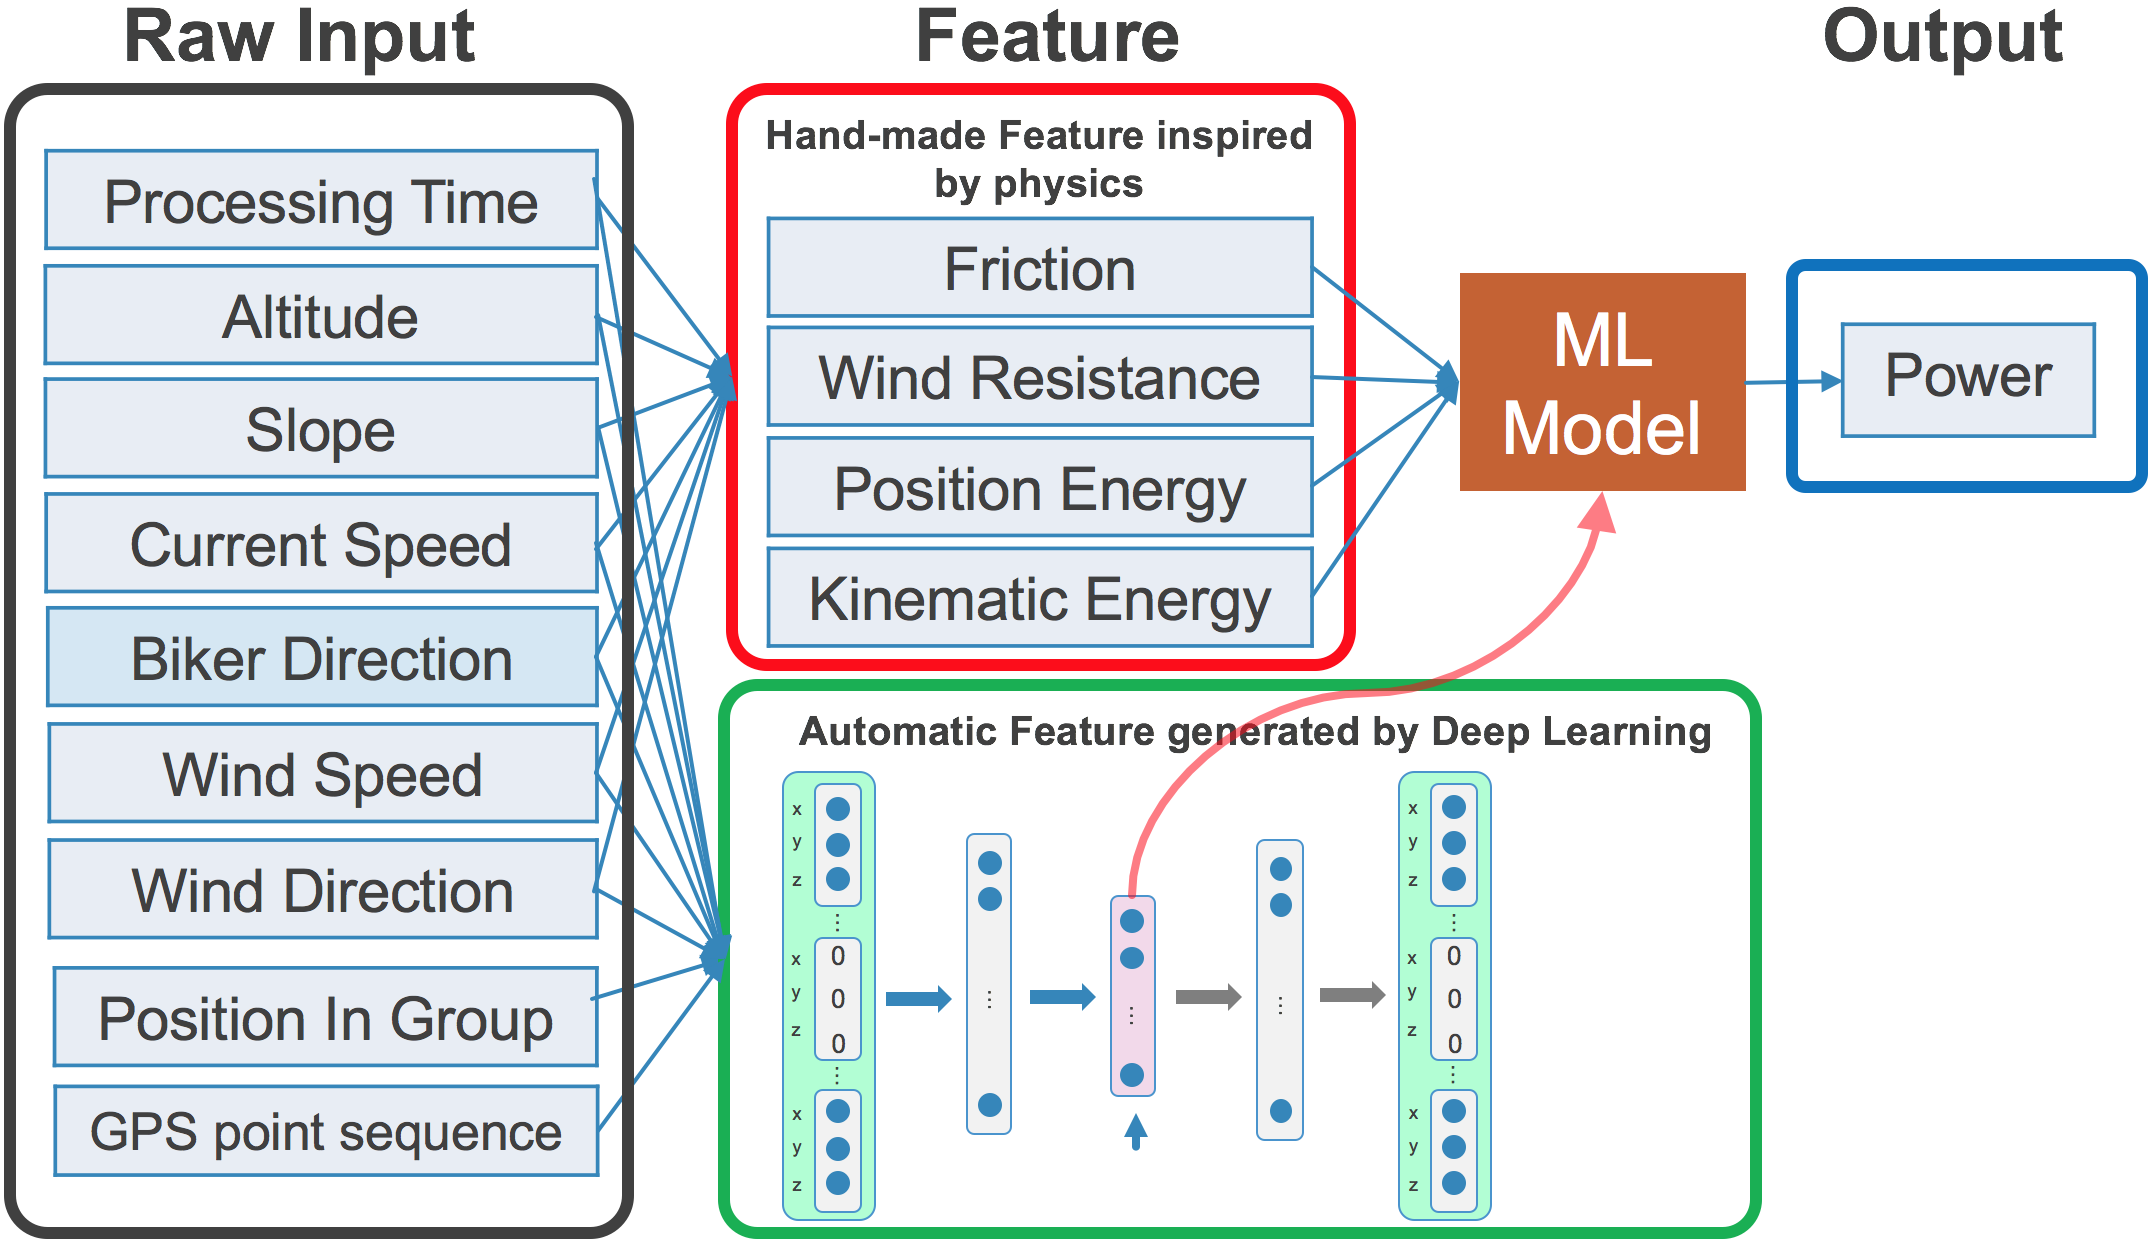 Raw Input
Feature
Output
Processing Time
Altitude
Slope
Current Speed
Biker Direction
Wind Speed
Wind Direction
Position In Group
GPS point sequence
Hand-made Feature inspired
by physics
Friction
Wind Resistance
Position Energy
Kinematic Energy
ML
Model
Power
Automatic Feature generated by Deep Learning
x
y
z
...
x 0
y 0
z 0
...
x
y
z
...
...
...
x
y
z
...
x 0
y 0
z 0
...
x
y
z